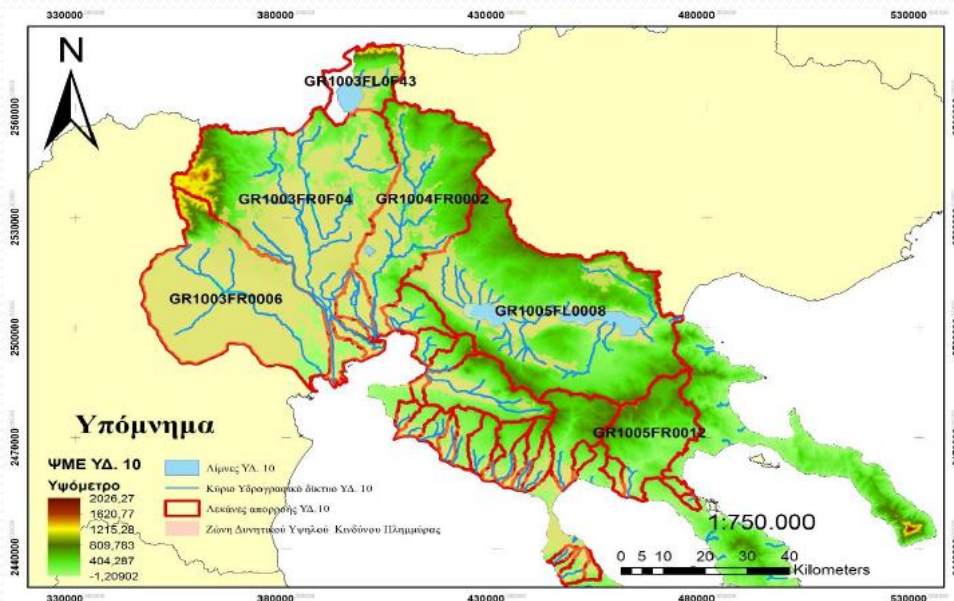 330000 380000 430000 480000 530000
N
2560000
2530000
2500000
2470000
2440000
GR1003FL0F43
GR1003FR0F04
GR1004FR0002
GR1003FR0006
GR1005FL0008
GR1005FR0012
Υπόμνημα
ΨΜΕ ΥΔ. 10
Υψόμετρο
2026,27
1620,77
1215,28
809,783
404,287
-1,20902
Λίμνες ΥΔ. 10
Κύριο Υδρογραφικό δίκτυο ΥΔ. 10
Λεκάνες απορροής ΥΔ.10
Ζώνη Δυνητικού Υψηλού Κινδύνου Πλημμύρας
1:750.000
0 5 10 20 30 40
Kilometers
330000 380000 430000 480000 530000